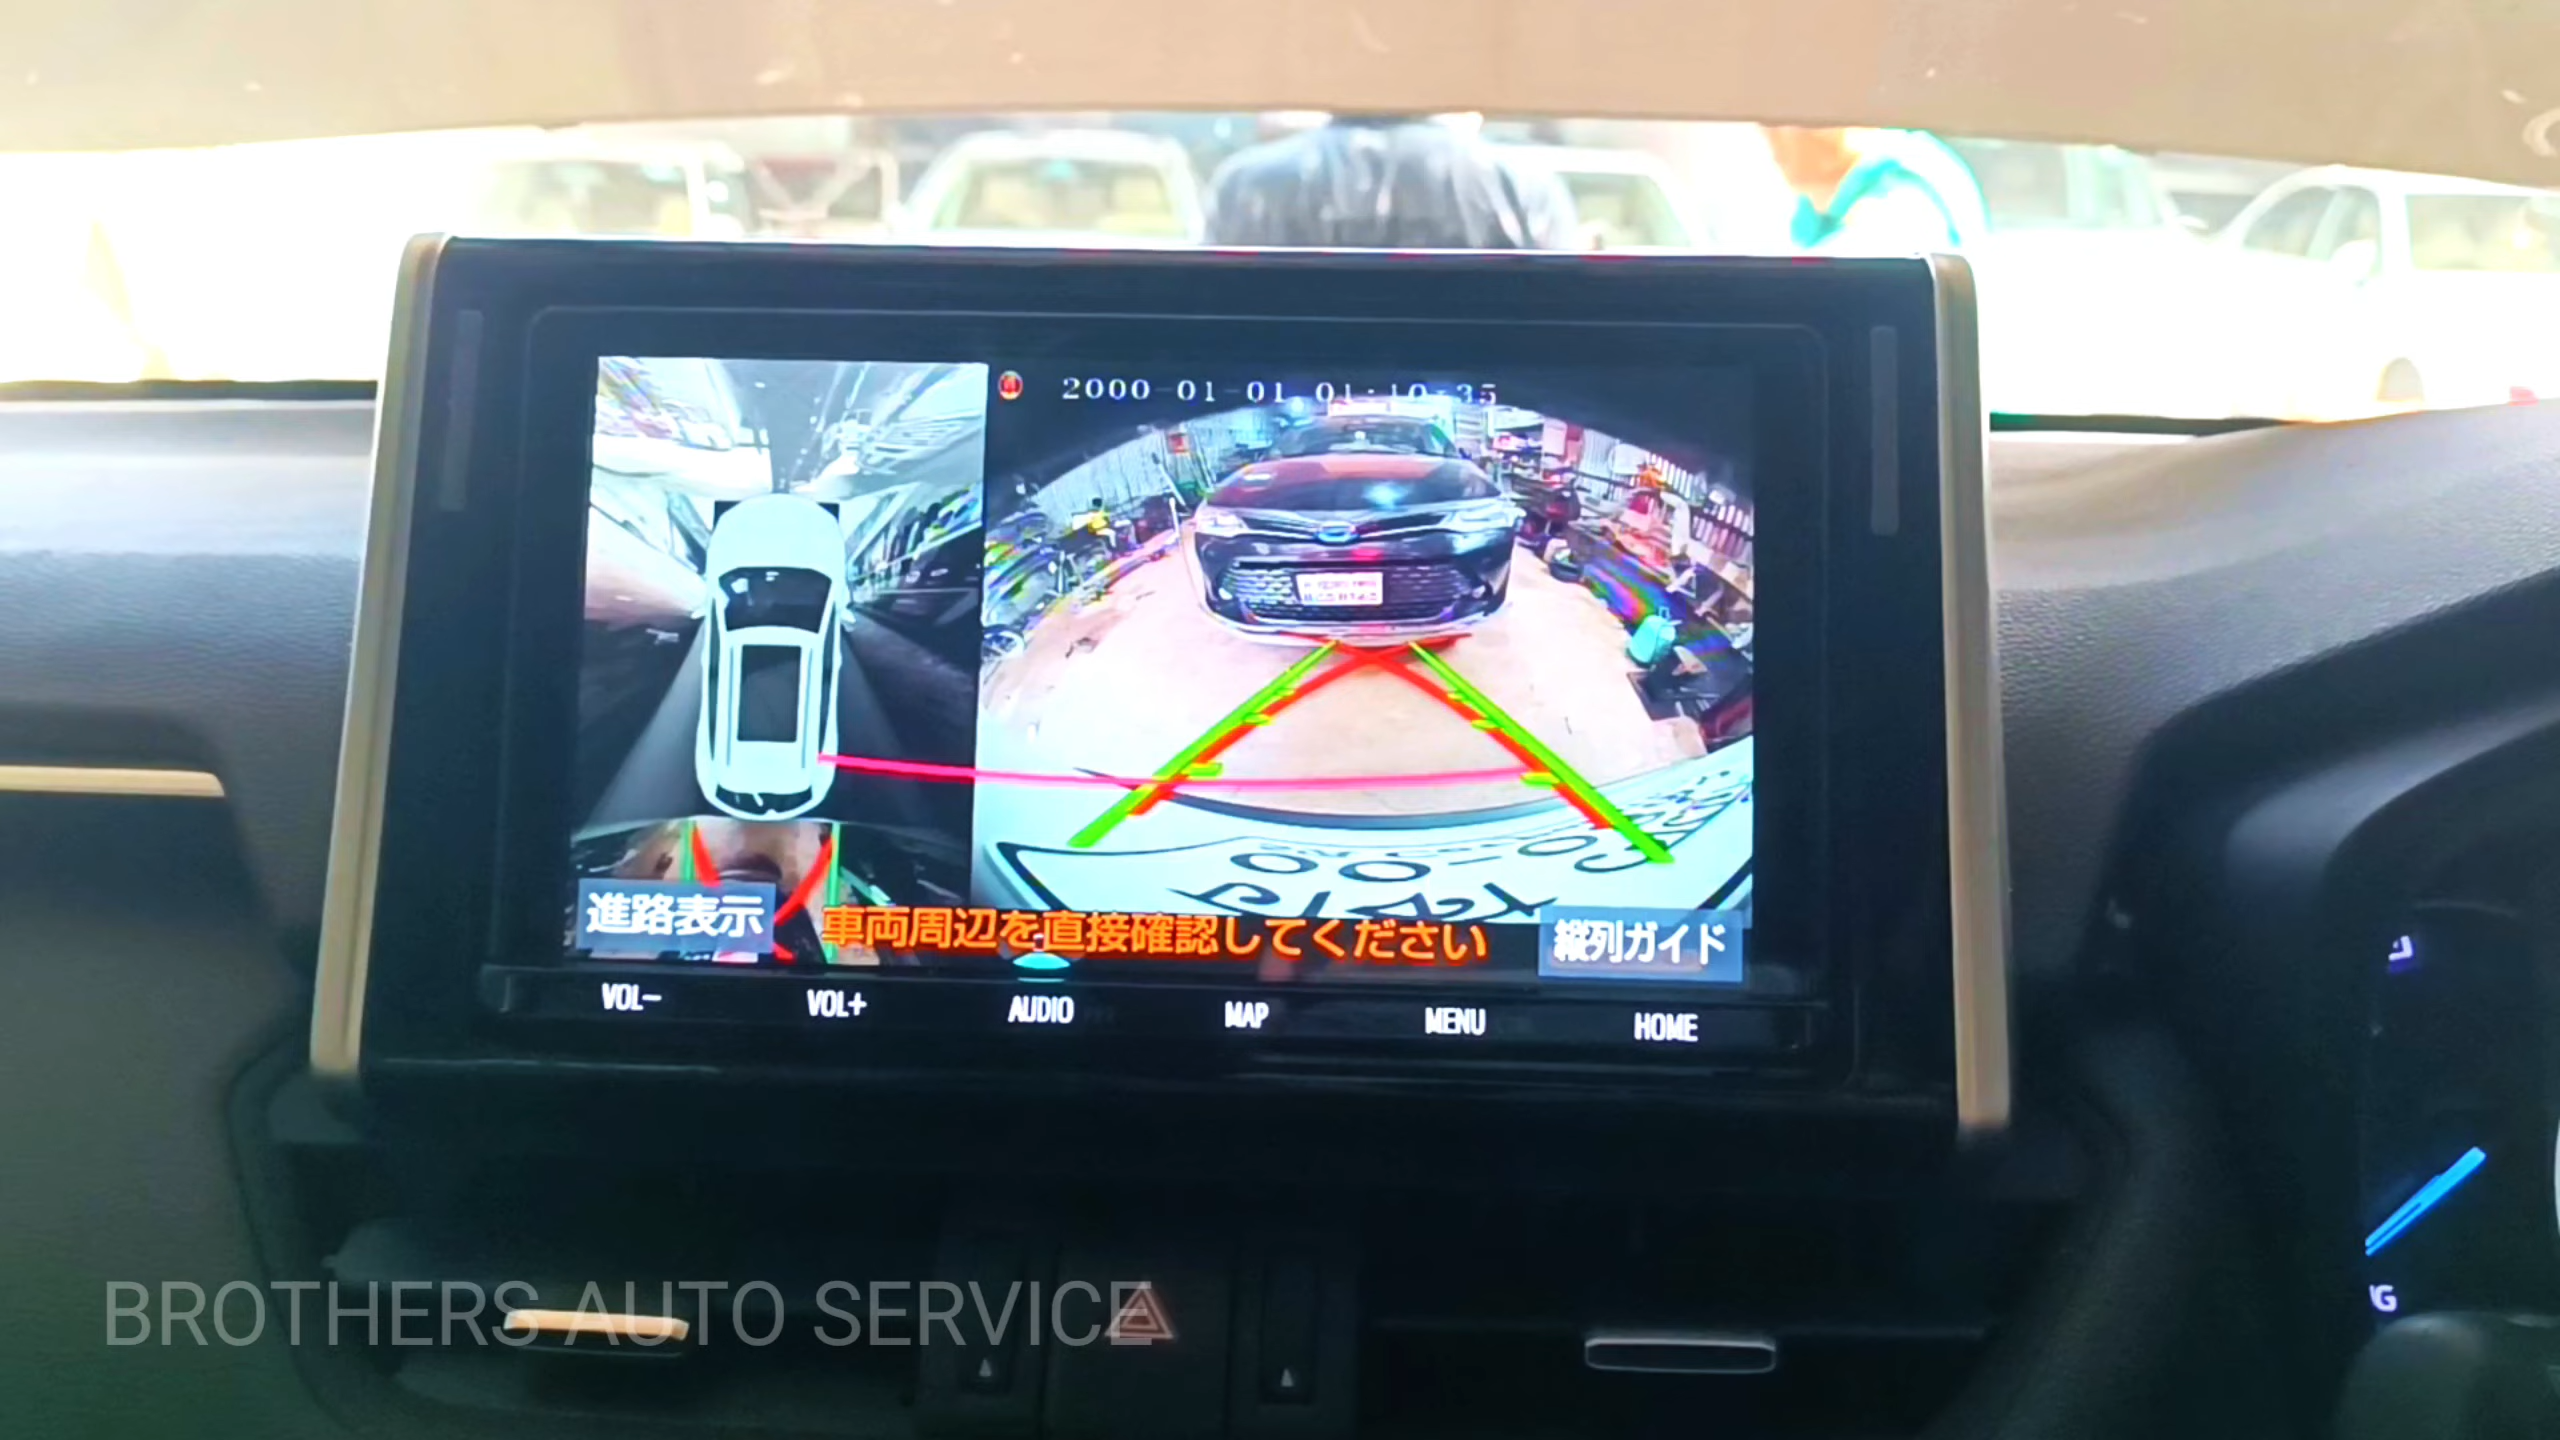 2000-01-01 01:10:35
進路表示
車両周辺を直接確認してください
縦列ガイド
VOL-
VOL+
AUDIO
MAP
MENU
HOME
BROTHERS AUTO SERVICE